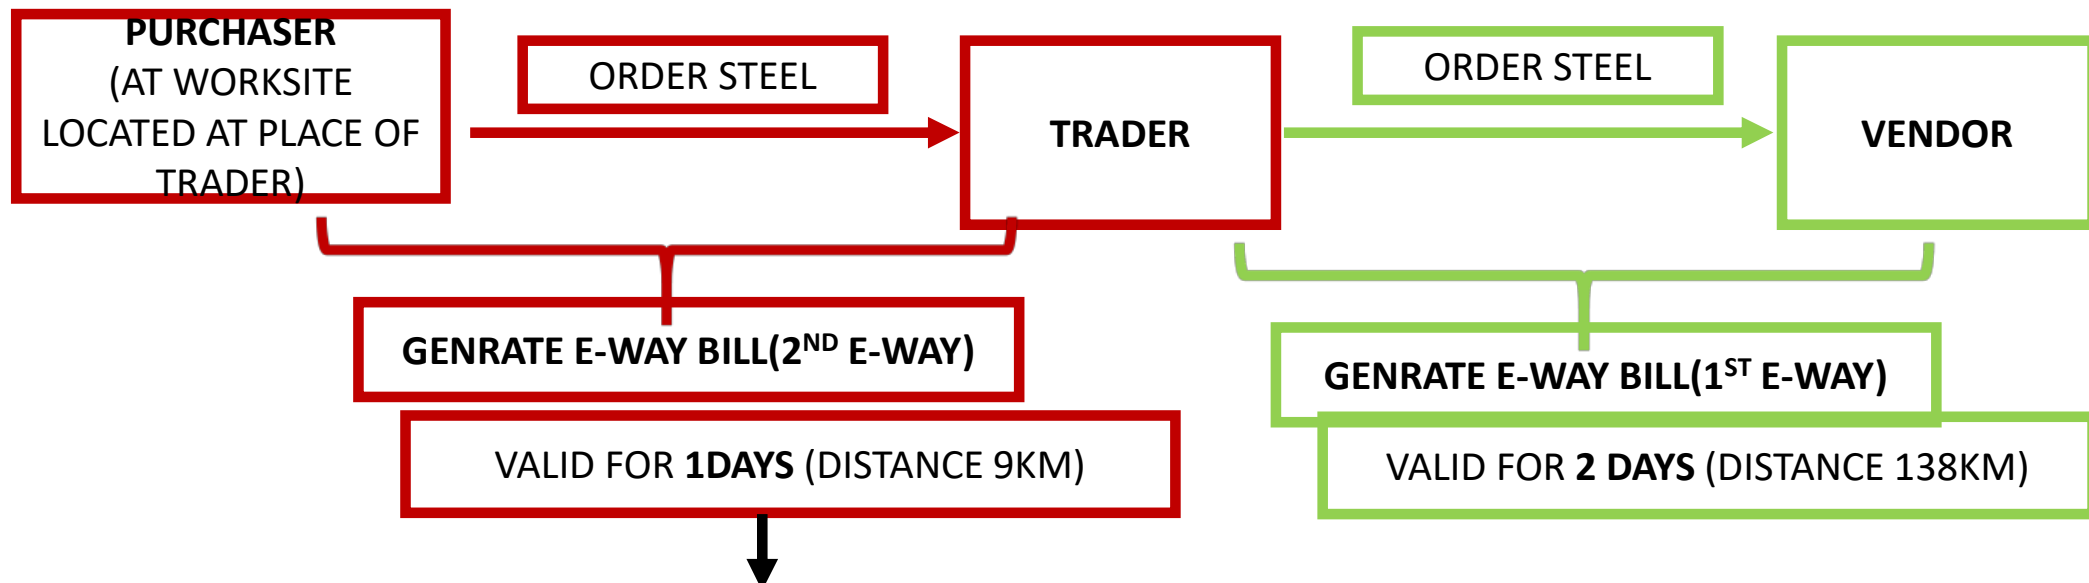 PURCHASER
(AT WORKSITE
LOCATED AT PLACE OF
TRADER)
ORDER STEEL
TRADER
ORDER STEEL
VENDOR
GENRATE E-WAY BILL(2ND E-WAY)
VALID FOR 1DAYS (DISTANCE 9KM)
GENRATE E-WAY BILL(1ST E-WAY)
VALID FOR 2 DAYS (DISTANCE 138KM)